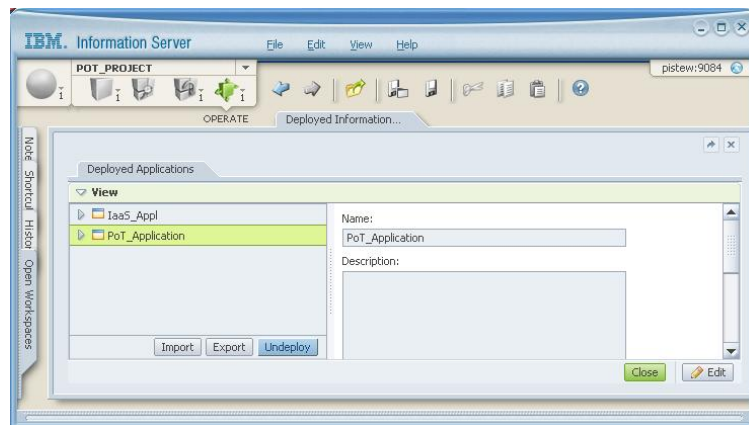 IBM. Information Server
File Edit View Help
POT_PROJECT
pistew:9084
OPERATE
Deployed Information...
Note
Shortcut
Histor
Open Workspaces
Deployed Applications
View
IaaS_Appl
PoT_Application
Name:
PoT_Application
Description:
Import Export Undeploy
Close Edit